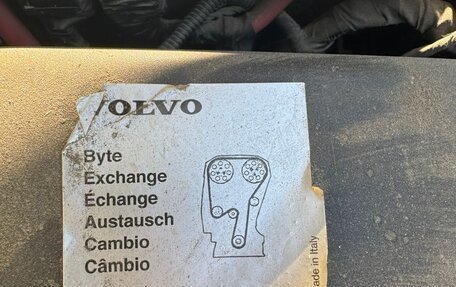 VOLVO
Byte
Exchange
Échange
Austausch
Cambio
Câmbio
ade in Italy